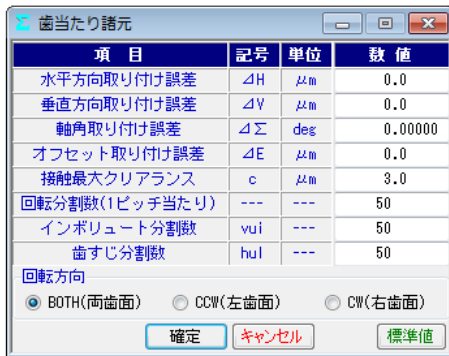 Σ 歯当たり諸元
項 目 記号 単位 数 値
水平方向取り付け誤差 ⊿H μm 0.0
垂直方向取り付け誤差 ⊿V μm 0.0
軸角取り付け誤差 ⊿Σ deg 0.00000
オフセット取り付け誤差 ⊿E μm 0.0
接触最大クリアランス c μm 3.0
回転分割数(1ピッチ当たり) --- --- 50
インボリュート分割数 vui --- 50
歯すじ分割数 hul --- 50
回転方向
BOTH(両歯面) CCW(左歯面) CW(右歯面)
確定 キャンセル 標準値